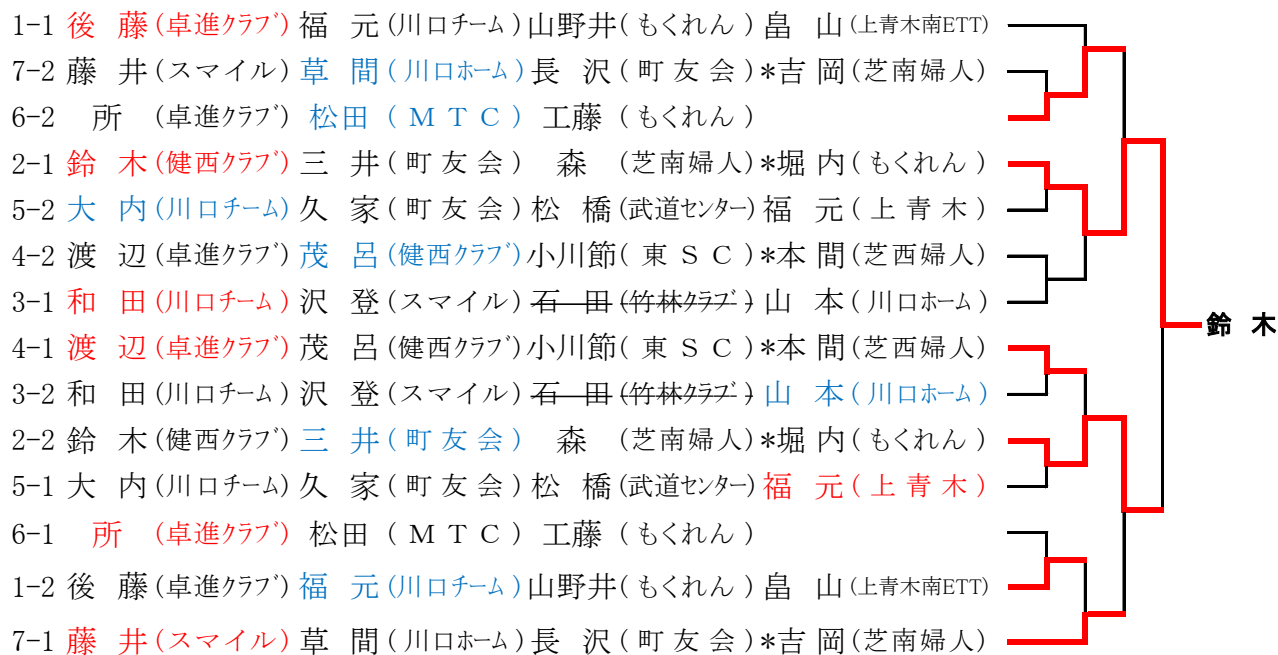 1-1 後 藤(卓進クラブ) 福 元(川口チーム) 山野井(もくれん) 畠 山(上青木南ETT)
7-2 藤 井(スマイル) 草 間(川口ホーム) 長 沢(町友会) *吉 岡(芝南婦人)
6-2 所 (卓進クラブ) 松田(MTC) 工藤(もくれん)
2-1 鈴 木(健西クラブ) 三 井(町友会) 森 (芝南婦人) *堀 内(もくれん)
5-2 大 内(川口チーム) 久 家(町友会) 松 橋(武道センター) 福 元(上青木)
4-2 渡 辺(卓進クラブ) 茂 呂(健西クラブ) 小川節(東SC) *本 間(芝西婦人)
3-1 和 田(川口チーム) 沢 登(スマイル) 石 田(竹林クラブ) 山 本(川口ホーム)
鈴 木
4-1 渡 辺(卓進クラブ) 茂 呂(健西クラブ) 小川節(東SC) *本 間(芝西婦人)
3-2 和 田(川口チーム) 沢 登(スマイル) 石 田(竹林クラブ) 山 本(川口ホーム)
2-2 鈴 木(健西クラブ) 三 井(町友会) 森 (芝南婦人) *堀 内(もくれん)
5-1 大 内(川口チーム) 久 家(町友会) 松 橋(武道センター) 福 元(上青木)
6-1 所 (卓進クラブ) 松田(MTC) 工藤(もくれん)
1-2 後 藤(卓進クラブ) 福 元(川口チーム) 山野井(もくれん) 畠 山(上青木南ETT)
7-1 藤 井(スマイル) 草 間(川口ホーム) 長 沢(町友会) *吉 岡(芝南婦人)